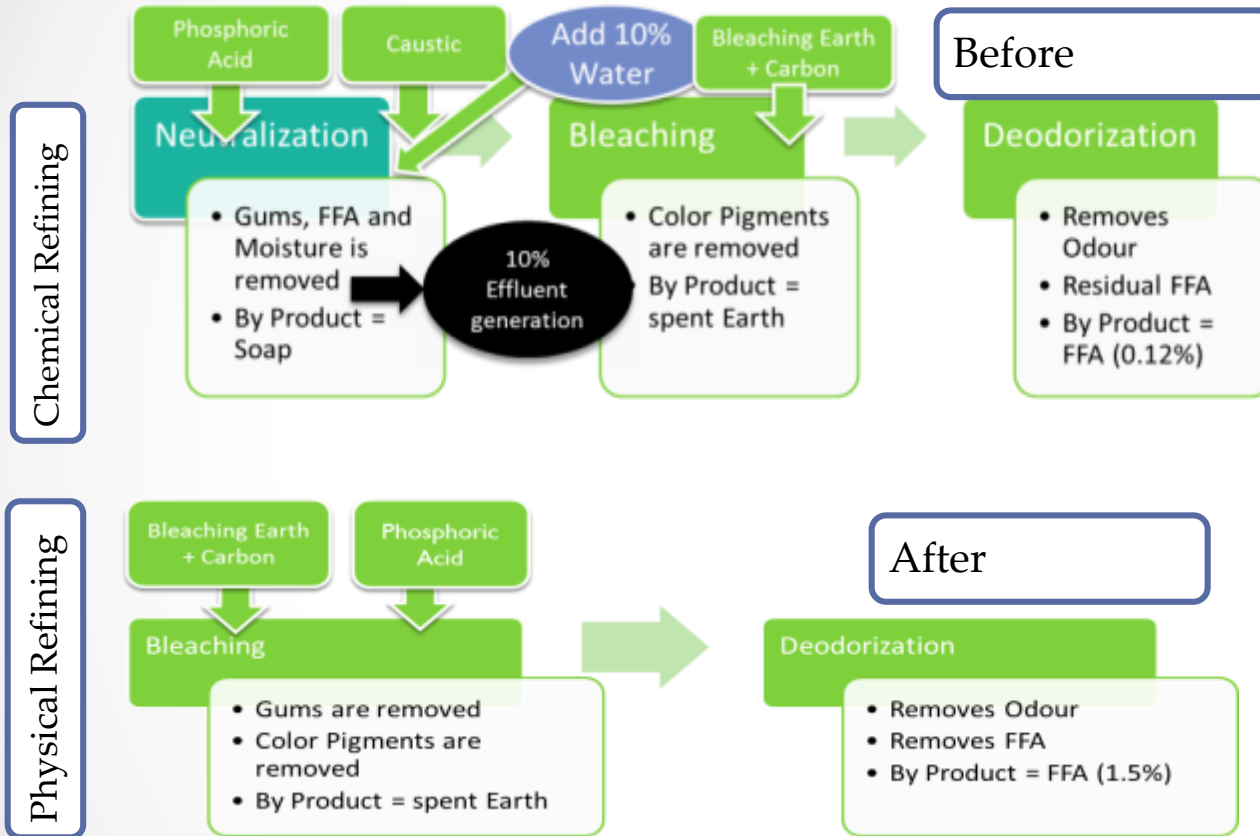 Phosphoric
Acid
Caustic
Add 10%
Water
Bleaching Earth
+ Carbon
Before
Chemical Refining
Neutralization
• Gums, FFA and
Moisture is
removed
• By Product =
Soap
10%
Effluent
generation
Bleaching
• Color Pigments
are removed
• By Product =
spent Earth
Deodorization
• Removes
Odour
• Residual FFA
• By Product =
FFA (0.12%)
Physical Refining
Bleaching Earth
+ Carbon
Phosphoric
Acid
After
Bleaching
• Gums are removed
• Color Pigments are
removed
• By Product = spent Earth
Deodorization
• Removes Odour
• Removes FFA
• By Product = FFA (1.5%)